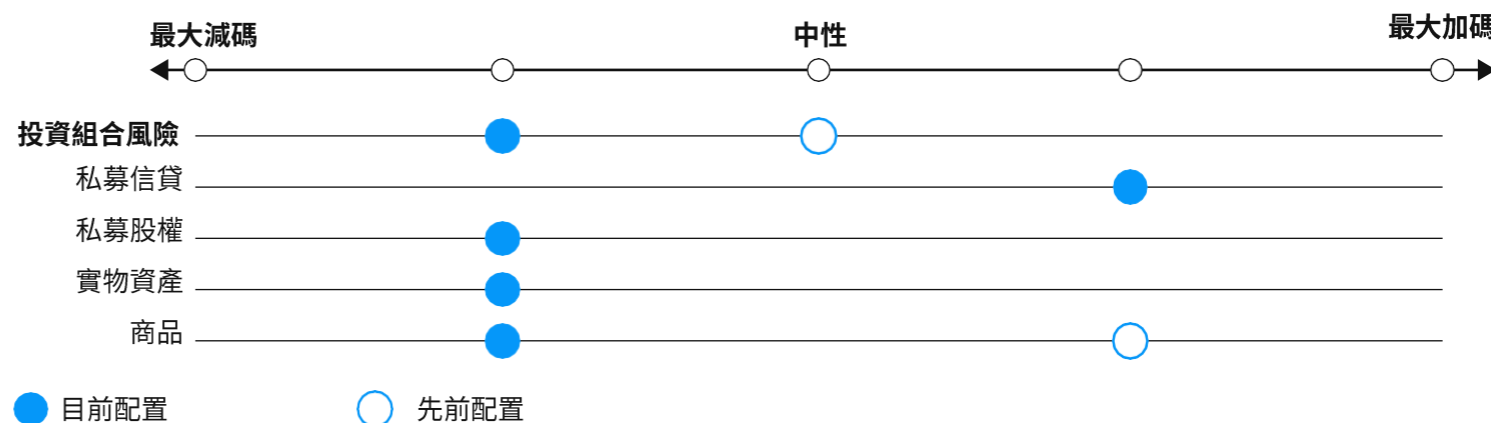 最大減碼 中性 最大加碼
投資組合風險
私募信貸
私募股權
實物資產
商品
目前配置 先前配置